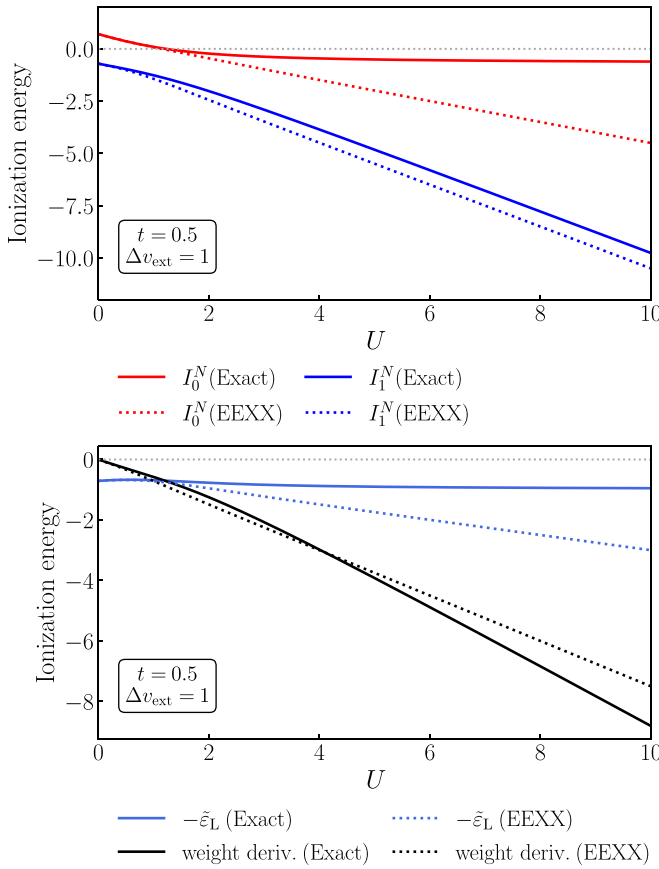 0.0
−2.5
−5.0
−7.5
−10.0
Ionization energy
t = 0.5
Δv_ext = 1
0 2 4 6 8 10
U
I_0^N(Exact) I_1^N(Exact)
I_0^N(EEXX) I_1^N(EEXX)
0
−2
−4
−6
−8
Ionization energy
t = 0.5
Δv_ext = 1
0 2 4 6 8 10
U
−ε̃_L (Exact) −ε̃_L (EEXX)
weight deriv. (Exact) weight deriv. (EEXX)